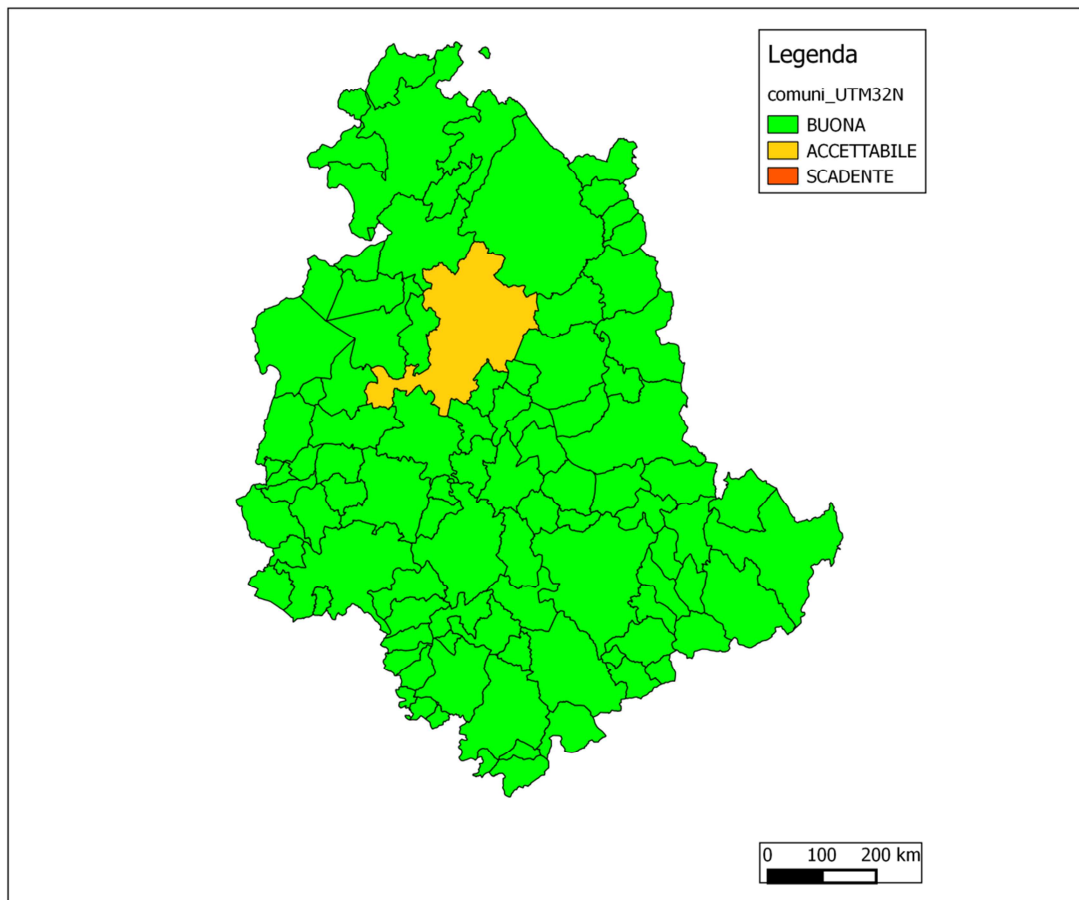 Legenda
comuni_UTM32N
BUONA
ACCETTABILE
SCADENTE
0 100 200 km